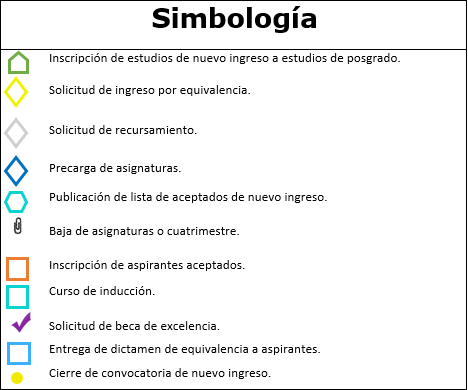 Simbología
Inscripción de estudios de nuevo ingreso a estudios de posgrado.
Solicitud de ingreso por equivalencia.
Solicitud de recursamiento.
Precarga de asignaturas.
Publicación de lista de aceptados de nuevo ingreso.
Baja de asignaturas o cuatrimestre.
Inscripción de aspirantes aceptados.
Curso de inducción.
Solicitud de beca de excelencia.
Entrega de dictamen de equivalencia a aspirantes.
Cierre de convocatoria de nuevo ingreso.